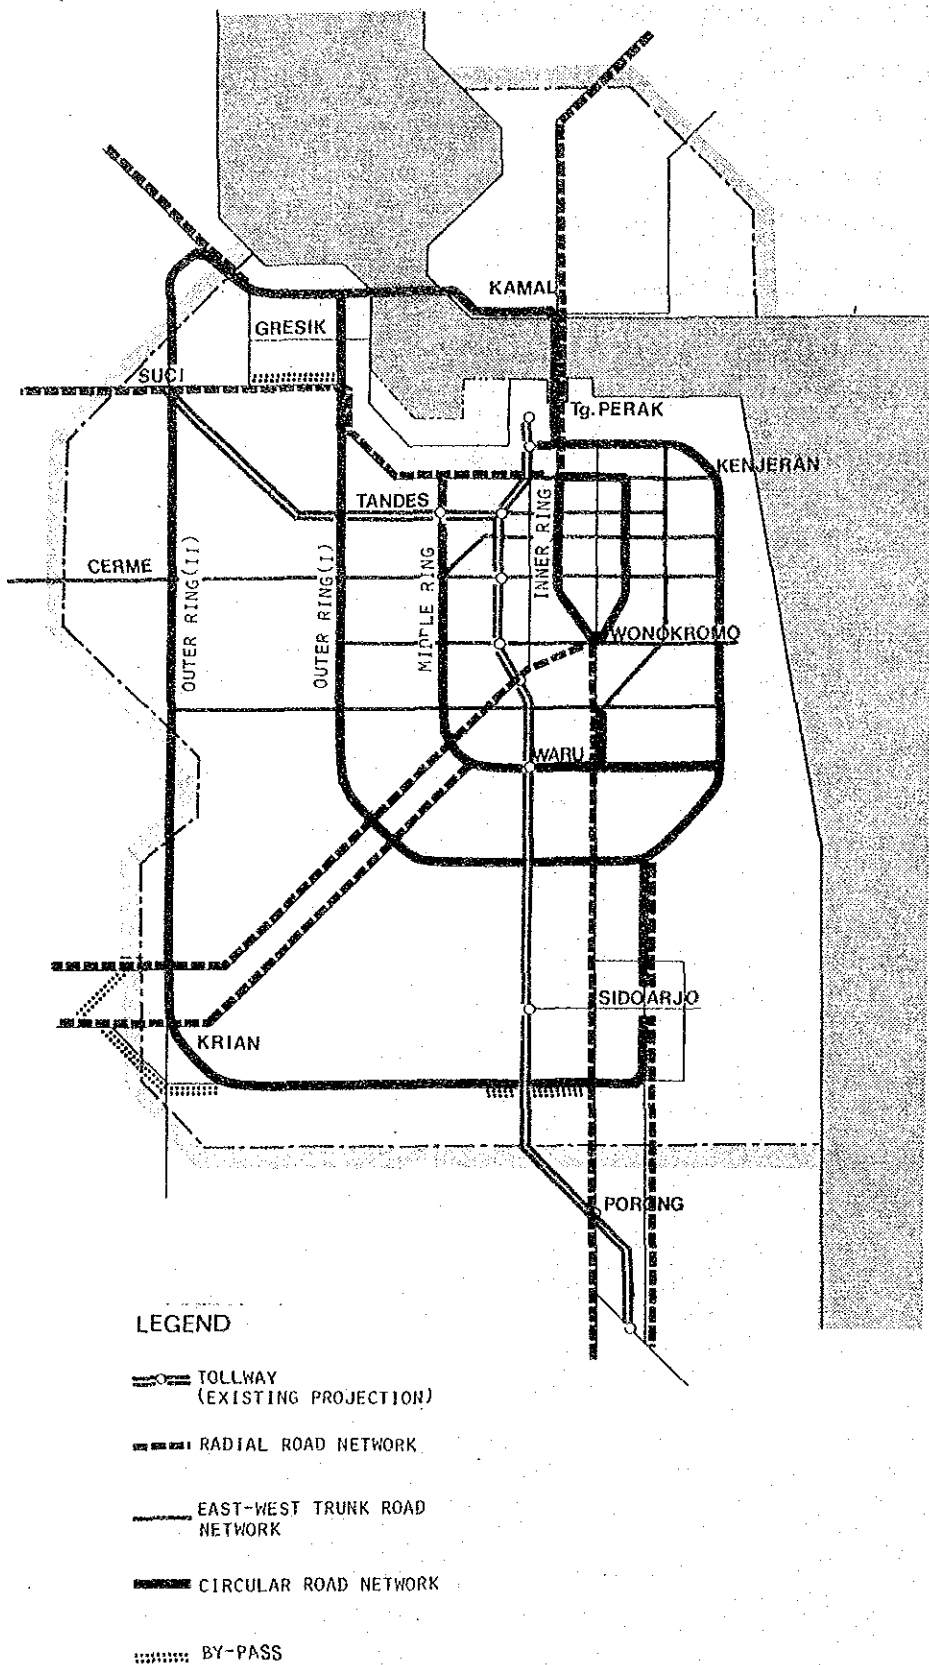 KAMAL
GRESIK
SUCI
Tg.PERAK
KENJERAN
TANDES
INNER RING
CERME
OUTER RING(II)
OUTER RING(I)
MIDDLE RING
WONOKROMO
WARU
SIDOARJO
KRIAN
PORONG
LEGEND
TOLLWAY
(EXISTING PROJECTION)
RADIAL ROAD NETWORK
EAST-WEST TRUNK ROAD
NETWORK
CIRCULAR ROAD NETWORK
BY-PASS